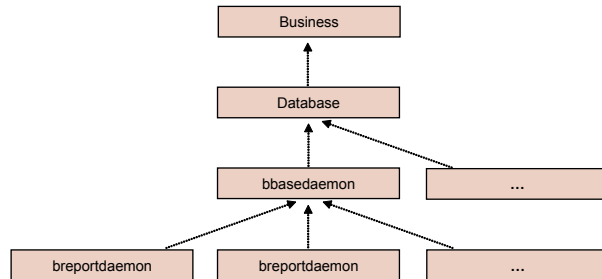 Business
Database
bbasedaemon
...
breportdaemon
breportdaemon
...